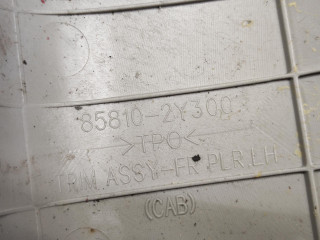 85810-2Y300
>TPO<
TRIM ASSY-FR PLR.LH
(CAB)